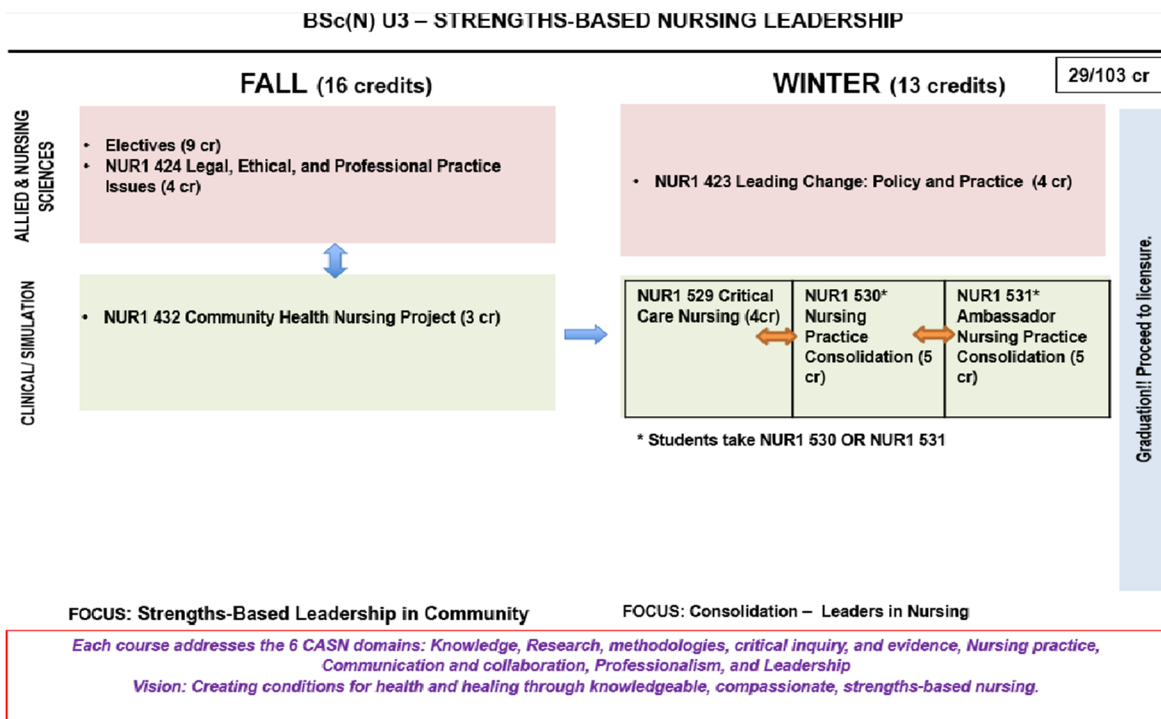 BSc(N) U3 – STRENGTHS-BASED NURSING LEADERSHIP
29/103 cr
FALL (16 credits)
WINTER (13 credits)
ALLIED & NURSING
SCIENCES
• Electives (9 cr)
• NUR1 424 Legal, Ethical, and Professional Practice
Issues (4 cr)
• NUR1 423 Leading Change: Policy and Practice (4 cr)
CLINICAL/ SIMULATION
• NUR1 432 Community Health Nursing Project (3 cr)
NUR1 529 Critical
Care Nursing (4cr)
NUR1 530*
Nursing
Practice
Consolidation (5
cr)
NUR1 531*
Ambassador
Nursing Practice
Consolidation (5
cr)
* Students take NUR1 530 OR NUR1 531
Graduation!! Proceed to licensure.
FOCUS: Strengths-Based Leadership in Community
FOCUS: Consolidation – Leaders in Nursing
Each course addresses the 6 CASN domains: Knowledge, Research, methodologies, critical inquiry, and evidence, Nursing practice,
Communication and collaboration, Professionalism, and Leadership
Vision: Creating conditions for health and healing through knowledgeable, compassionate, strengths-based nursing.